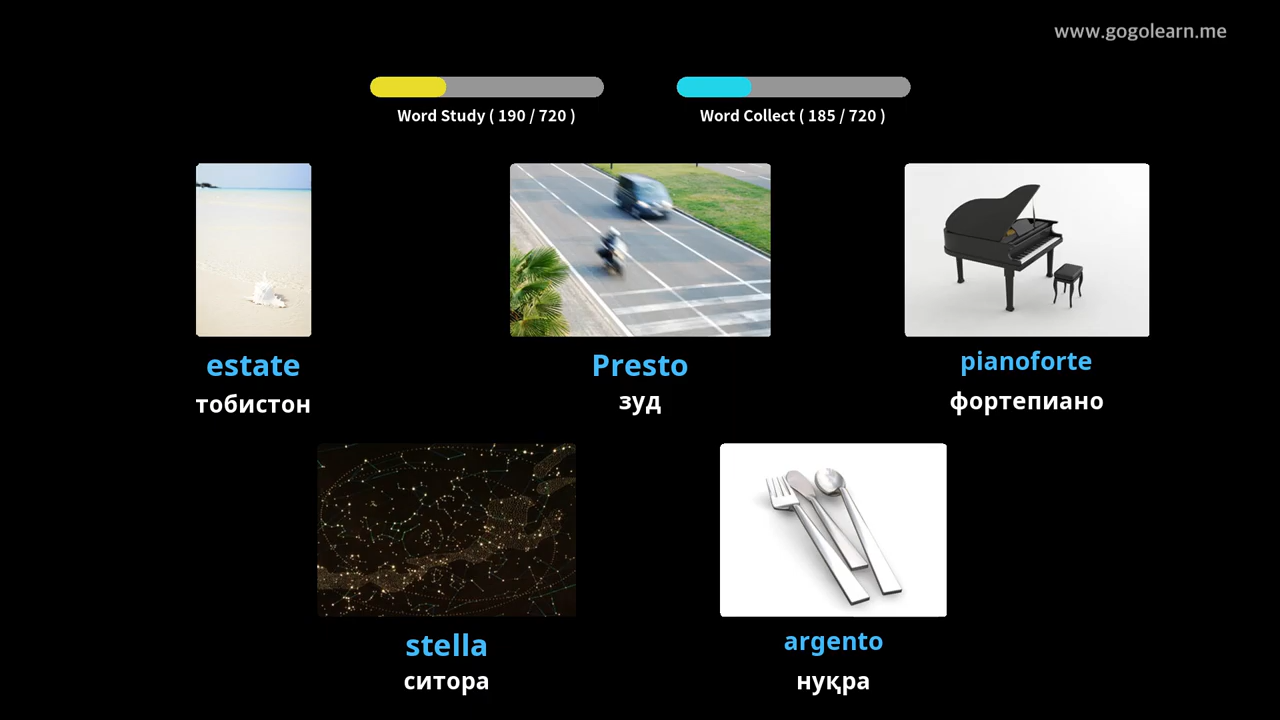 www.gogolearn.me
Word Study ( 190 / 720 )
Word Collect ( 185 / 720 )
estate
тобистон
Presto
зуд
pianoforte
фортепиано
stella
ситора
argento
нуқра